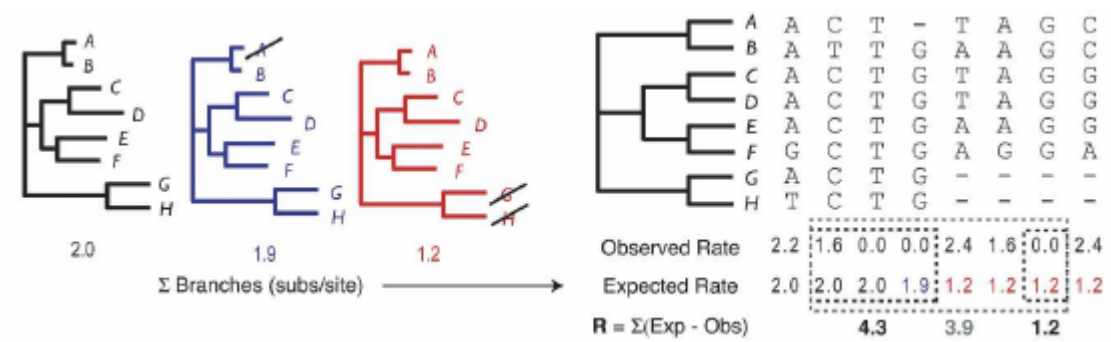 A
B
C
D
E
F
G
H
2.0
A
B
C
D
E
F
G
H
1.9
A
B
C
D
E
F
G
H
1.2
Σ Branches (subs/site)
A A C T - T A G C
B A T T G A A G C
C A C T G T A G G
D A C T G T A G G
E A C T G A A G G
F G C T G A G G A
G A C T G - - - -
H T C T G - - - -
Observed Rate 2.2 1.6 0.0 0.0 2.4 1.6 0.0 2.4
Expected Rate 2.0 2.0 2.0 1.9 1.2 1.2 1.2 1.2
R = Σ(Exp - Obs) 4.3 3.9 1.2